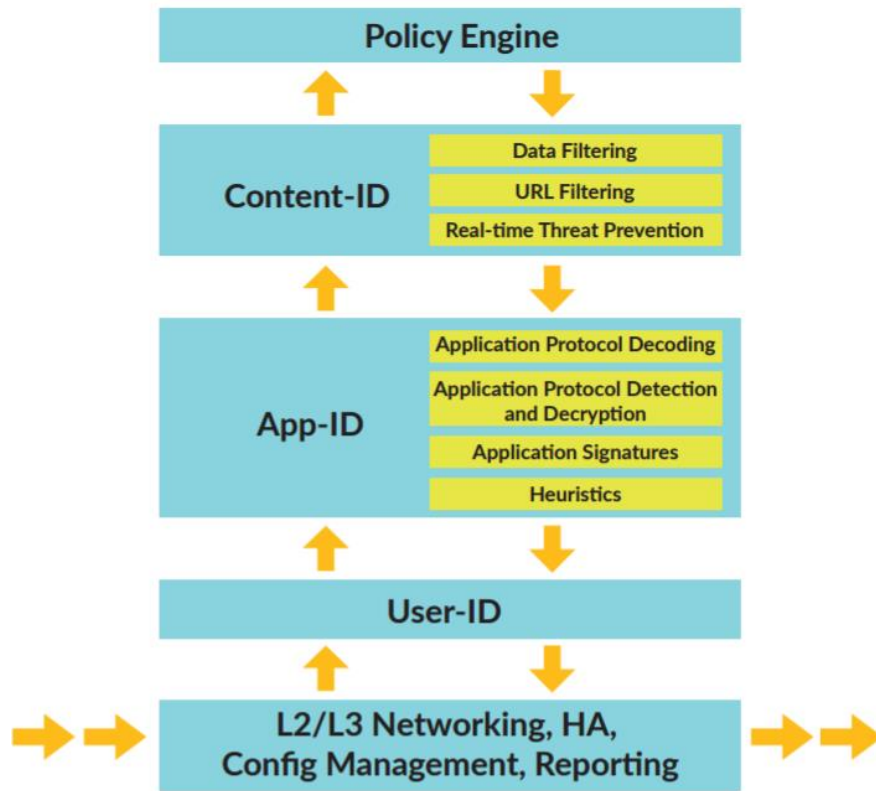 Policy Engine
Content-ID
Data Filtering
URL Filtering
Real-time Threat Prevention
App-ID
Application Protocol Decoding
Application Protocol Detection
and Decryption
Application Signatures
Heuristics
User-ID
L2/L3 Networking, HA,
Config Management, Reporting